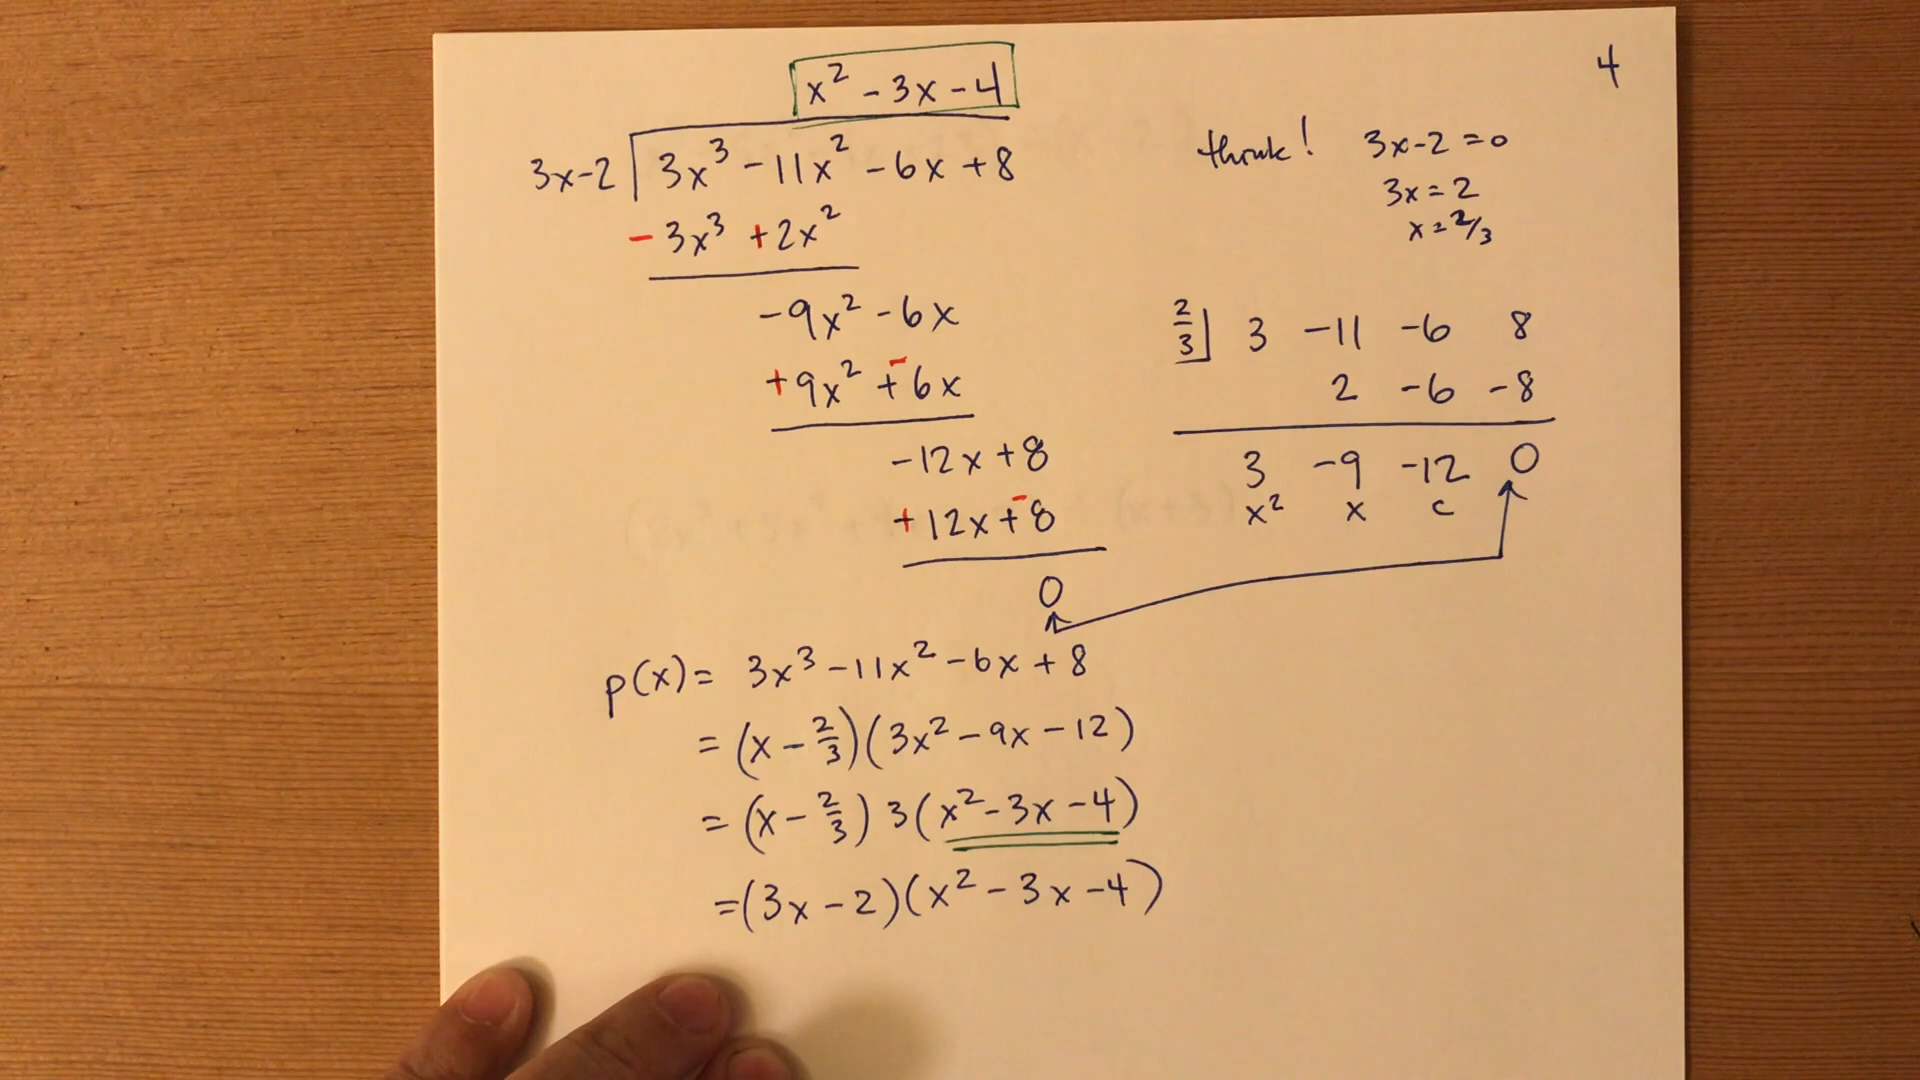 4
x² - 3x - 4
3x-2 | 3x³ - 11x² - 6x + 8
- 3x³ + 2x²
-9x² - 6x
+ 9x² +̄ 6x
-12x + 8
+ 12x +̄ 8
0
think! 3x-2 = 0
3x = 2
x = 2/3
2/3 | 3 -11 -6 8
2 -6 -8
3 -9 -12 0
x² x c
p(x) = 3x³ - 11x² - 6x + 8
= (x - 2/3)(3x² - 9x - 12)
= (x - 2/3) 3(x² - 3x - 4)
= (3x - 2)(x² - 3x - 4)